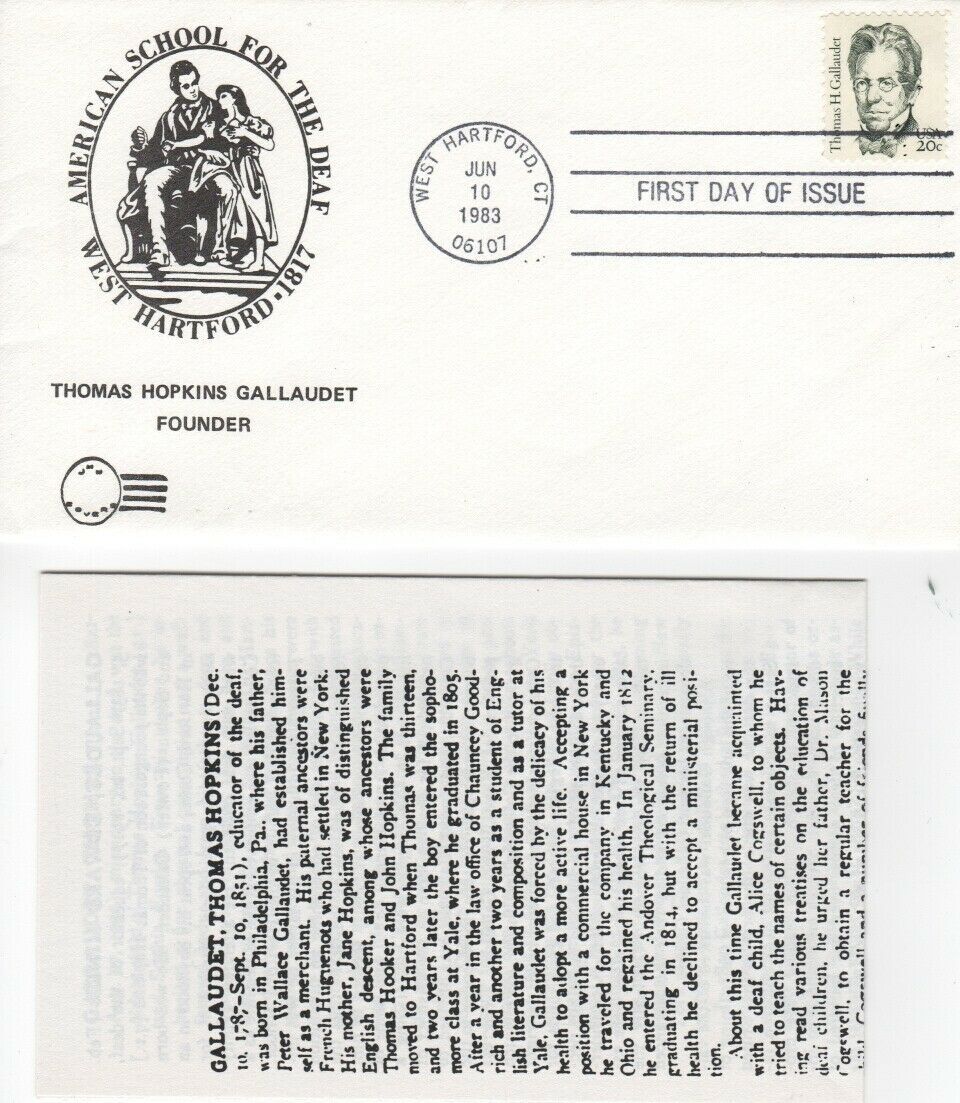 AMERICAN SCHOOL FOR THE DEAF
WEST HARTFORD · 1817
THOMAS HOPKINS GALLAUDET
FOUNDER
COVERS
WEST HARTFORD, CT
JUN
10
1983
06107
FIRST DAY OF ISSUE
Thomas H. Gallaudet
USA
20c
GALLAUDET, THOMAS HOPKINS (Dec.
10, 1787-Sept. 10, 1851), educator of the deaf,
was born in Philadelphia, Pa., where his father,
Peter Wallace Gallaudet, had established him-
self as a merchant. His paternal ancestors were
French Huguenots who had settled in New York.
His mother, Jane Hopkins, was of distinguished
English descent, among whose ancestors were
Thomas Hooker and John Hopkins. The family
moved to Hartford when Thomas was thirteen,
and two years later the boy entered the sopho-
more class at Yale, where he graduated in 1805.
After a year in the law office of Chauncey Good-
rich and another two years as a student of Eng-
lish literature and composition and as a tutor at
Yale, Gallaudet was forced by the delicacy of his
health to adopt a more active life. Accepting a
position with a commercial house in New York
he traveled for the company in Kentucky and
Ohio and regained his health. In January 1812
he entered the Andover Theological Seminary,
graduating in 1814, but with the return of ill
health he declined to accept a ministerial posi-
tion.
About this time Gallaudet became acquainted
with a deaf child, Alice Cogswell, to whom he
tried to teach the names of certain objects. Hav-
ing read various treatises on the education of
deaf children, he urged her father, Dr. Mason
Cogswell, to obtain a regular teacher for the
child. Cogswell and a number of friends finally